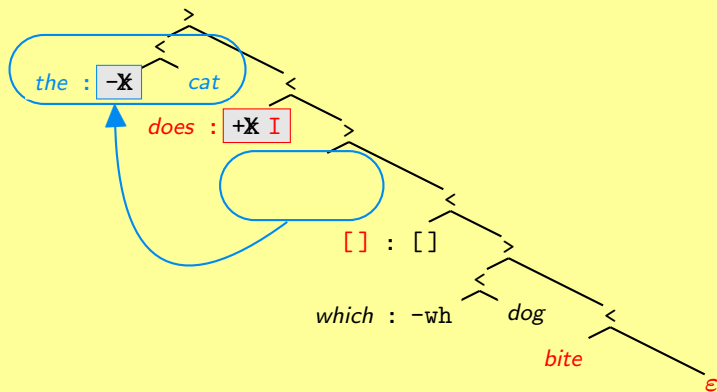 >
<
the : -k cat
<
does : +k I
>
<
[] : []
>
<
which : -wh dog
<
bite
ε